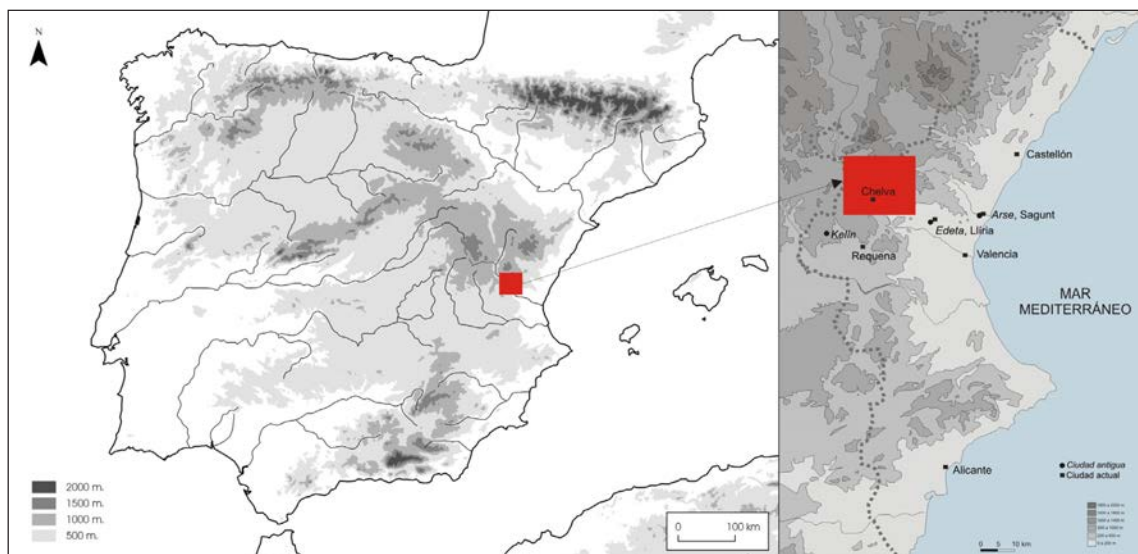 N
2000 m.
1500 m.
1000 m.
500 m.
0 100 km
Castellón
Chelva
Arse, Sagunt
Edeta, Llíria
Kelin
Requena
Valencia
MAR
MEDITERRÁNEO
Alicante
Ciudad antigua
Ciudad actual
0 5 10 km